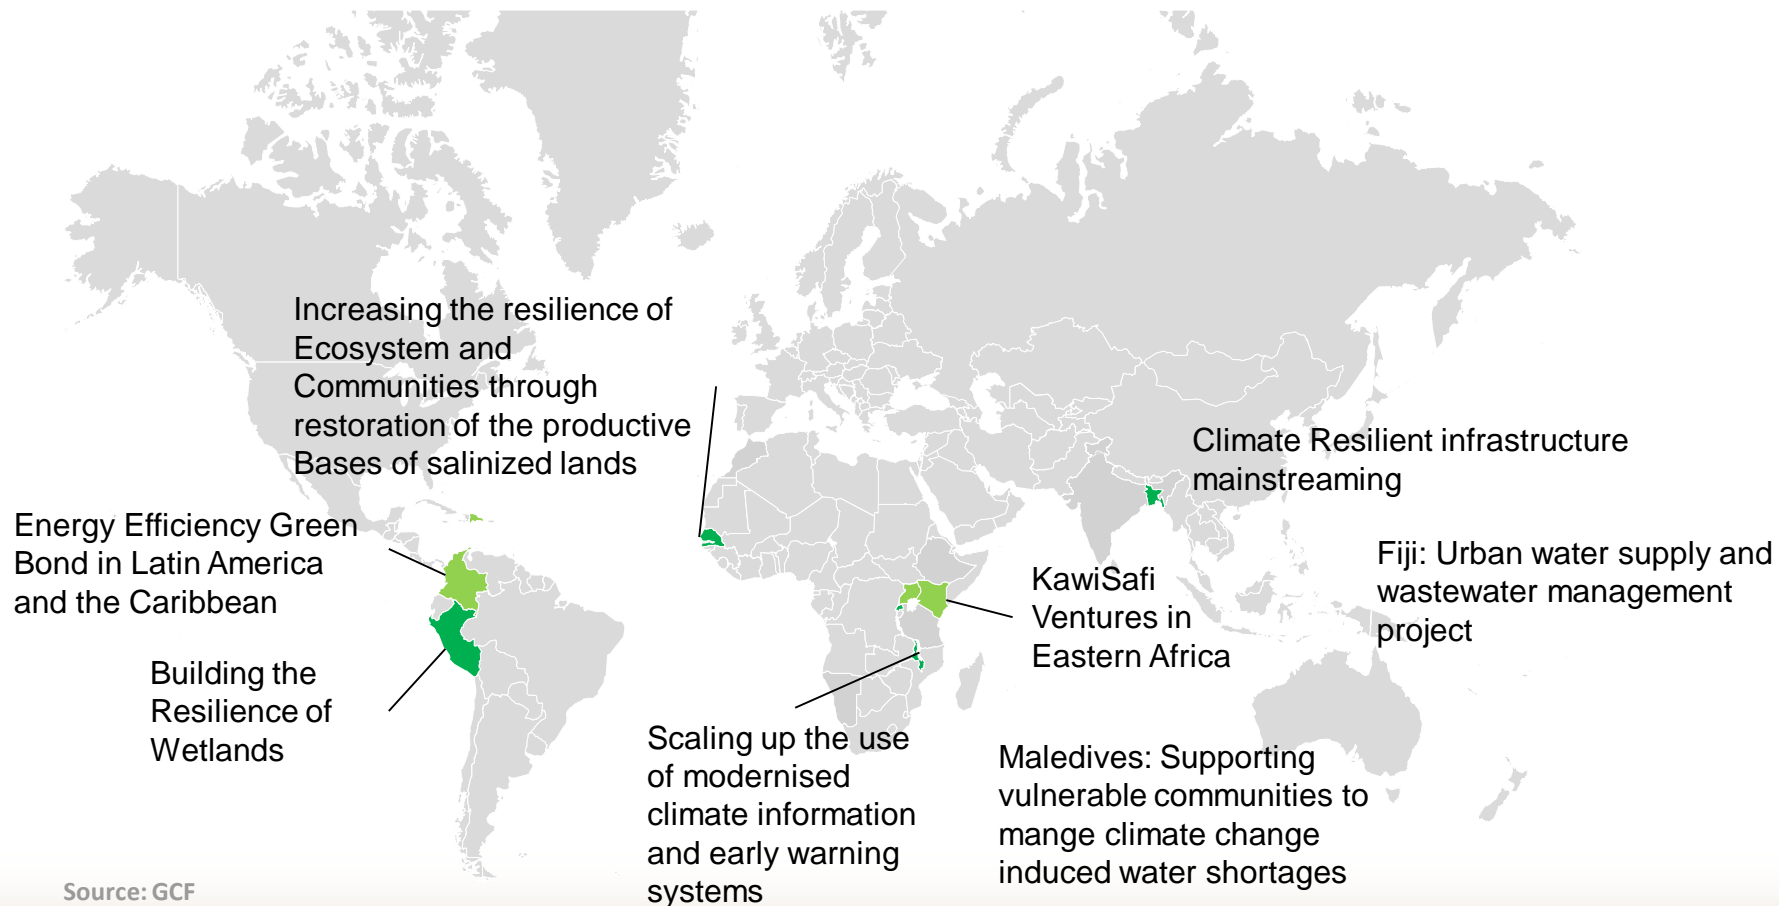 Increasing the resilience of
Ecosystem and
Communities through
restoration of the productive
Bases of salinized lands
Climate Resilient infrastructure
mainstreaming
Energy Efficiency Green
Bond in Latin America
and the Caribbean
Fiji: Urban water supply and
wastewater management
project
KawiSafi
Ventures in
Eastern Africa
Building the
Resilience of
Wetlands
Scaling up the use
of modernised
climate information
and early warning
systems
Maledives: Supporting
vulnerable communities to
mange climate change
induced water shortages
Source: GCF